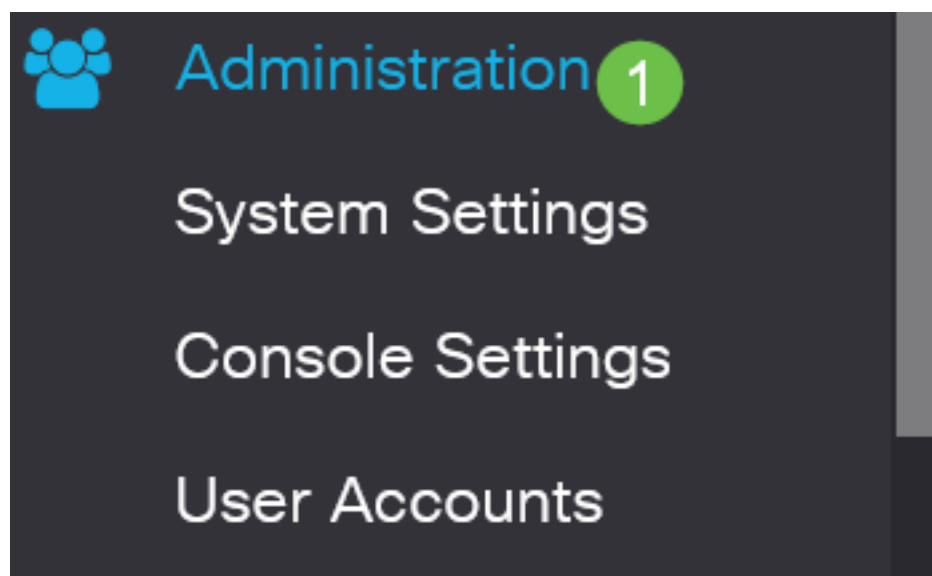 Administration 1
System Settings
Console Settings
User Accounts